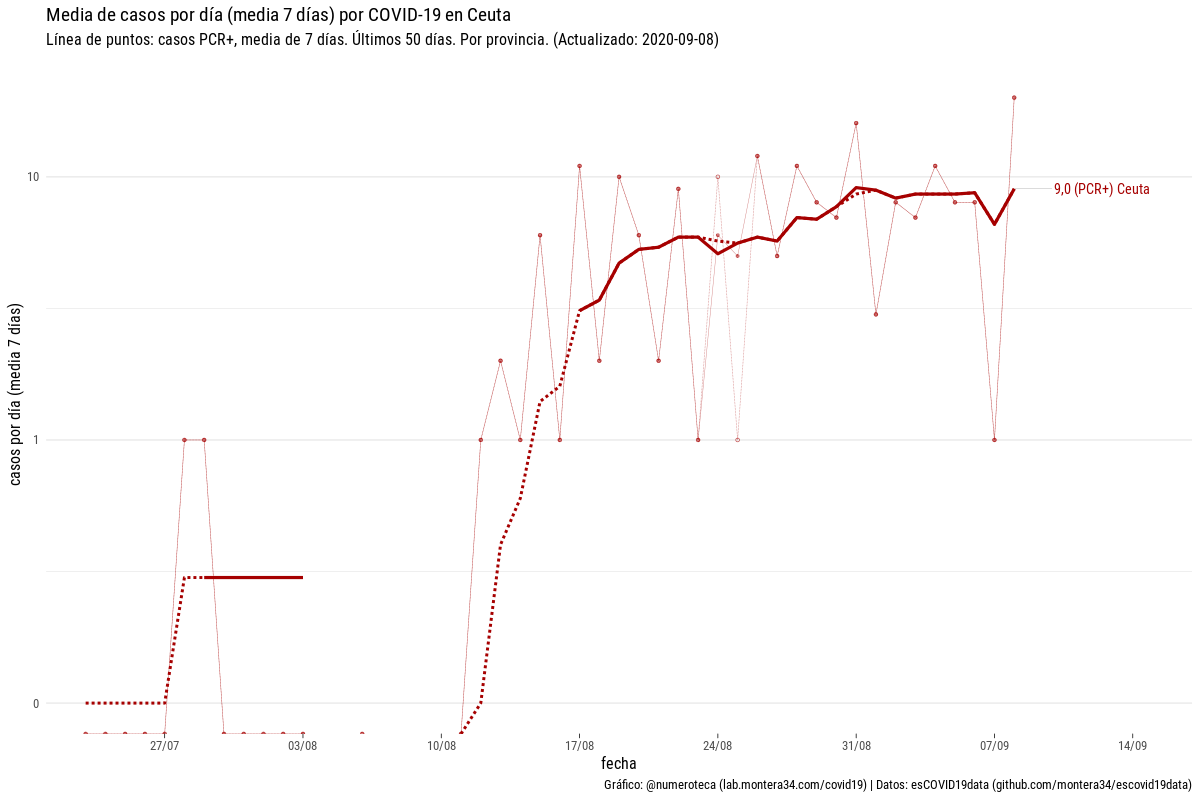 Media de casos por día (media 7 días) por COVID-19 en Ceuta
Línea de puntos: casos PCR+, media de 7 días. Últimos 50 días. Por provincia. (Actualizado: 2020-09-08)
casos por día (media 7 días)
10
1
0
9,0 (PCR+) Ceuta
27/07 03/08 10/08 17/08 24/08 31/08 07/09 14/09
fecha
Gráfico: @numeroteca (lab.montera34.com/covid19) | Datos: esCOVID19data (github.com/montera34/escovid19data)